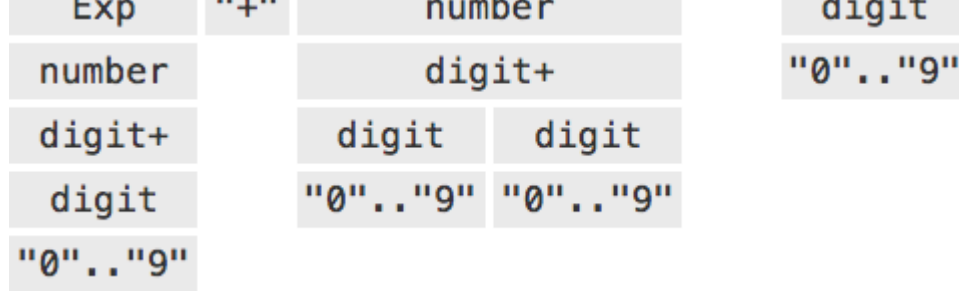 Exp "+" number digit
number digit+ "0".."9"
digit+ digit digit
digit "0".."9" "0".."9"
"0".."9"